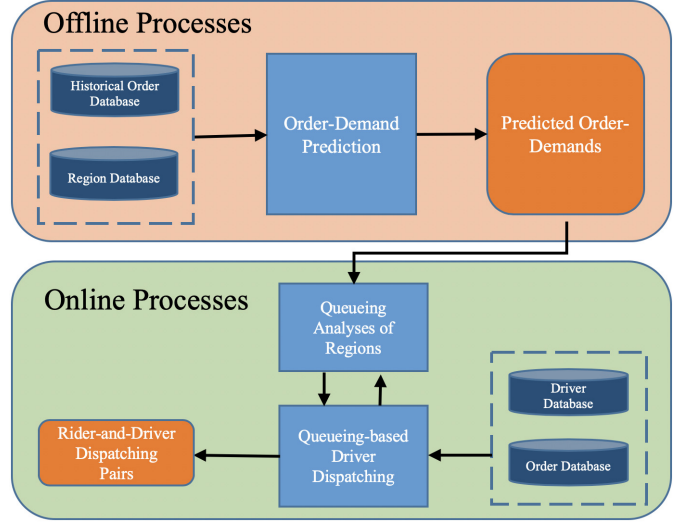 Offline Processes
Historical Order
Database
Region Database
Order-Demand
Prediction
Predicted Order-
Demands
Online Processes
Queueing
Analyses of
Regions
Driver
Database
Order Database
Queueing-based
Driver
Dispatching
Rider-and-Driver
Dispatching
Pairs